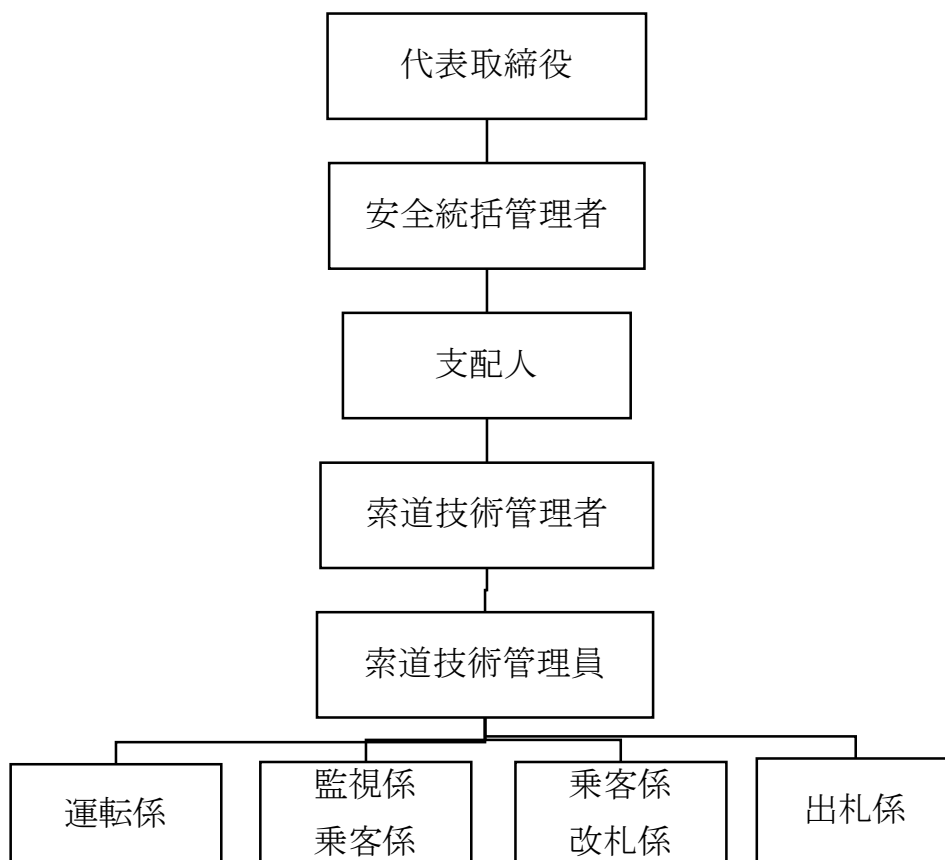 代表取締役
安全統括管理者
支配人
索道技術管理者
索道技術管理員
運転係
監視係
乗客係
乗客係
改札係
出札係